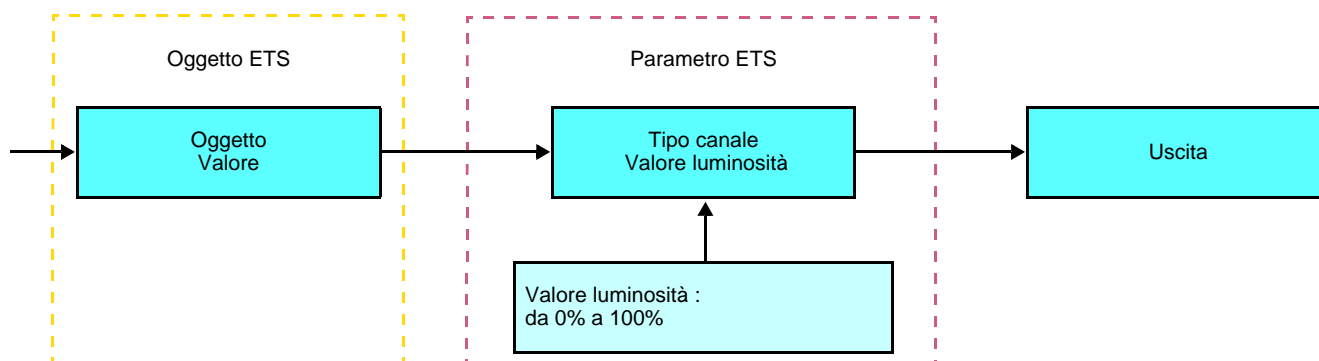 Oggetto ETS
Parametro ETS
Oggetto
Valore
Tipo canale
Valore luminosità
Uscita
Valore luminosità :
da 0% a 100%